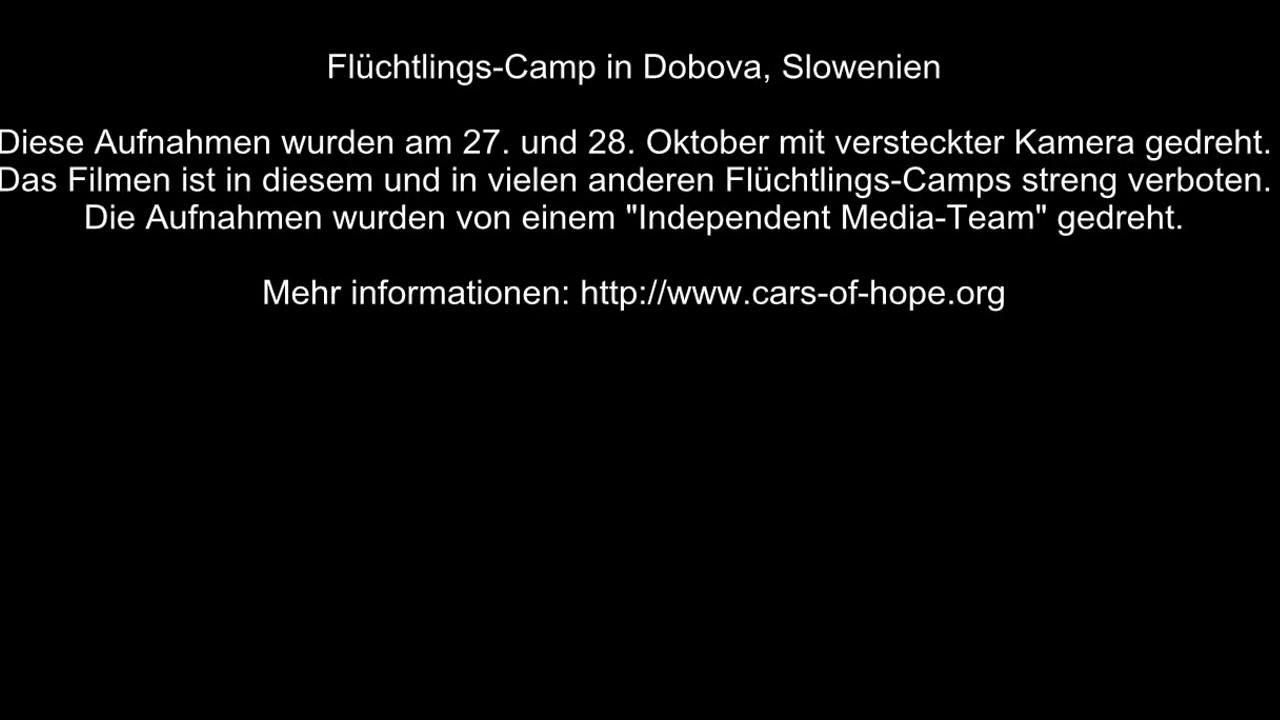 Flüchtlings-Camp in Dobova, Slowenien
Diese Aufnahmen wurden am 27. und 28. Oktober mit versteckter Kamera gedreht.
Das Filmen ist in diesem und in vielen anderen Flüchtlings-Camps streng verboten.
Die Aufnahmen wurden von einem "Independent Media-Team" gedreht.
Mehr informationen: http://www.cars-of-hope.org